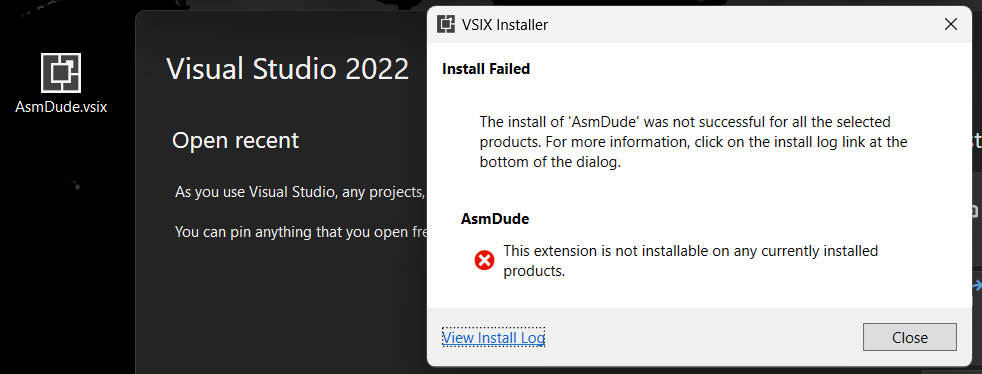 AsmDude.vsix
Visual Studio 2022
Open recent
As you use Visual Studio, any projects,
You can pin anything that you open
VSIX Installer
Install Failed
The install of 'AsmDude' was not successful for all the selected
products. For more information, click on the install log link at the
bottom of the dialog.
AsmDude
This extension is not installable on any currently installed
products.
View Install Log
Close